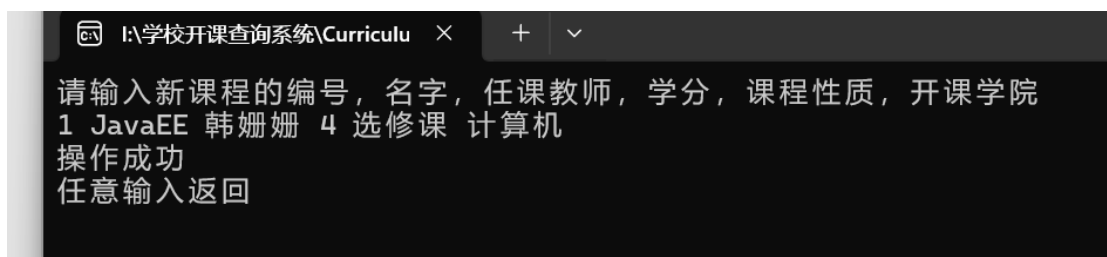 I:\学校开课查询系统\Curriculu
请输入新课程的编号，名字，任课教师，学分，课程性质，开课学院
1 JavaEE 韩姗姗 4 选修课 计算机
操作成功
任意输入返回